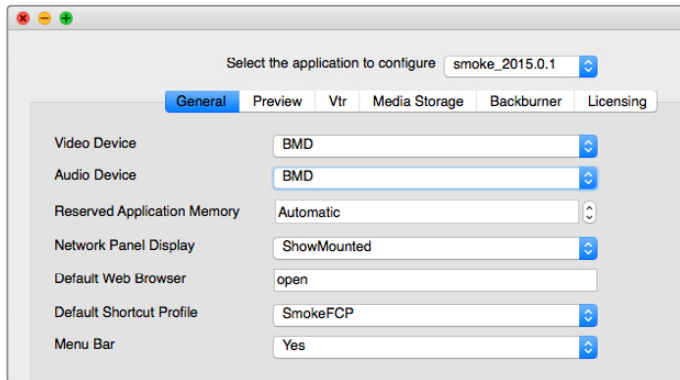 Select the application to configure smoke_2015.0.1
General Preview Vtr Media Storage Backburner Licensing
Video Device BMD
Audio Device BMD
Reserved Application Memory Automatic
Network Panel Display ShowMounted
Default Web Browser open
Default Shortcut Profile SmokeFCP
Menu Bar Yes